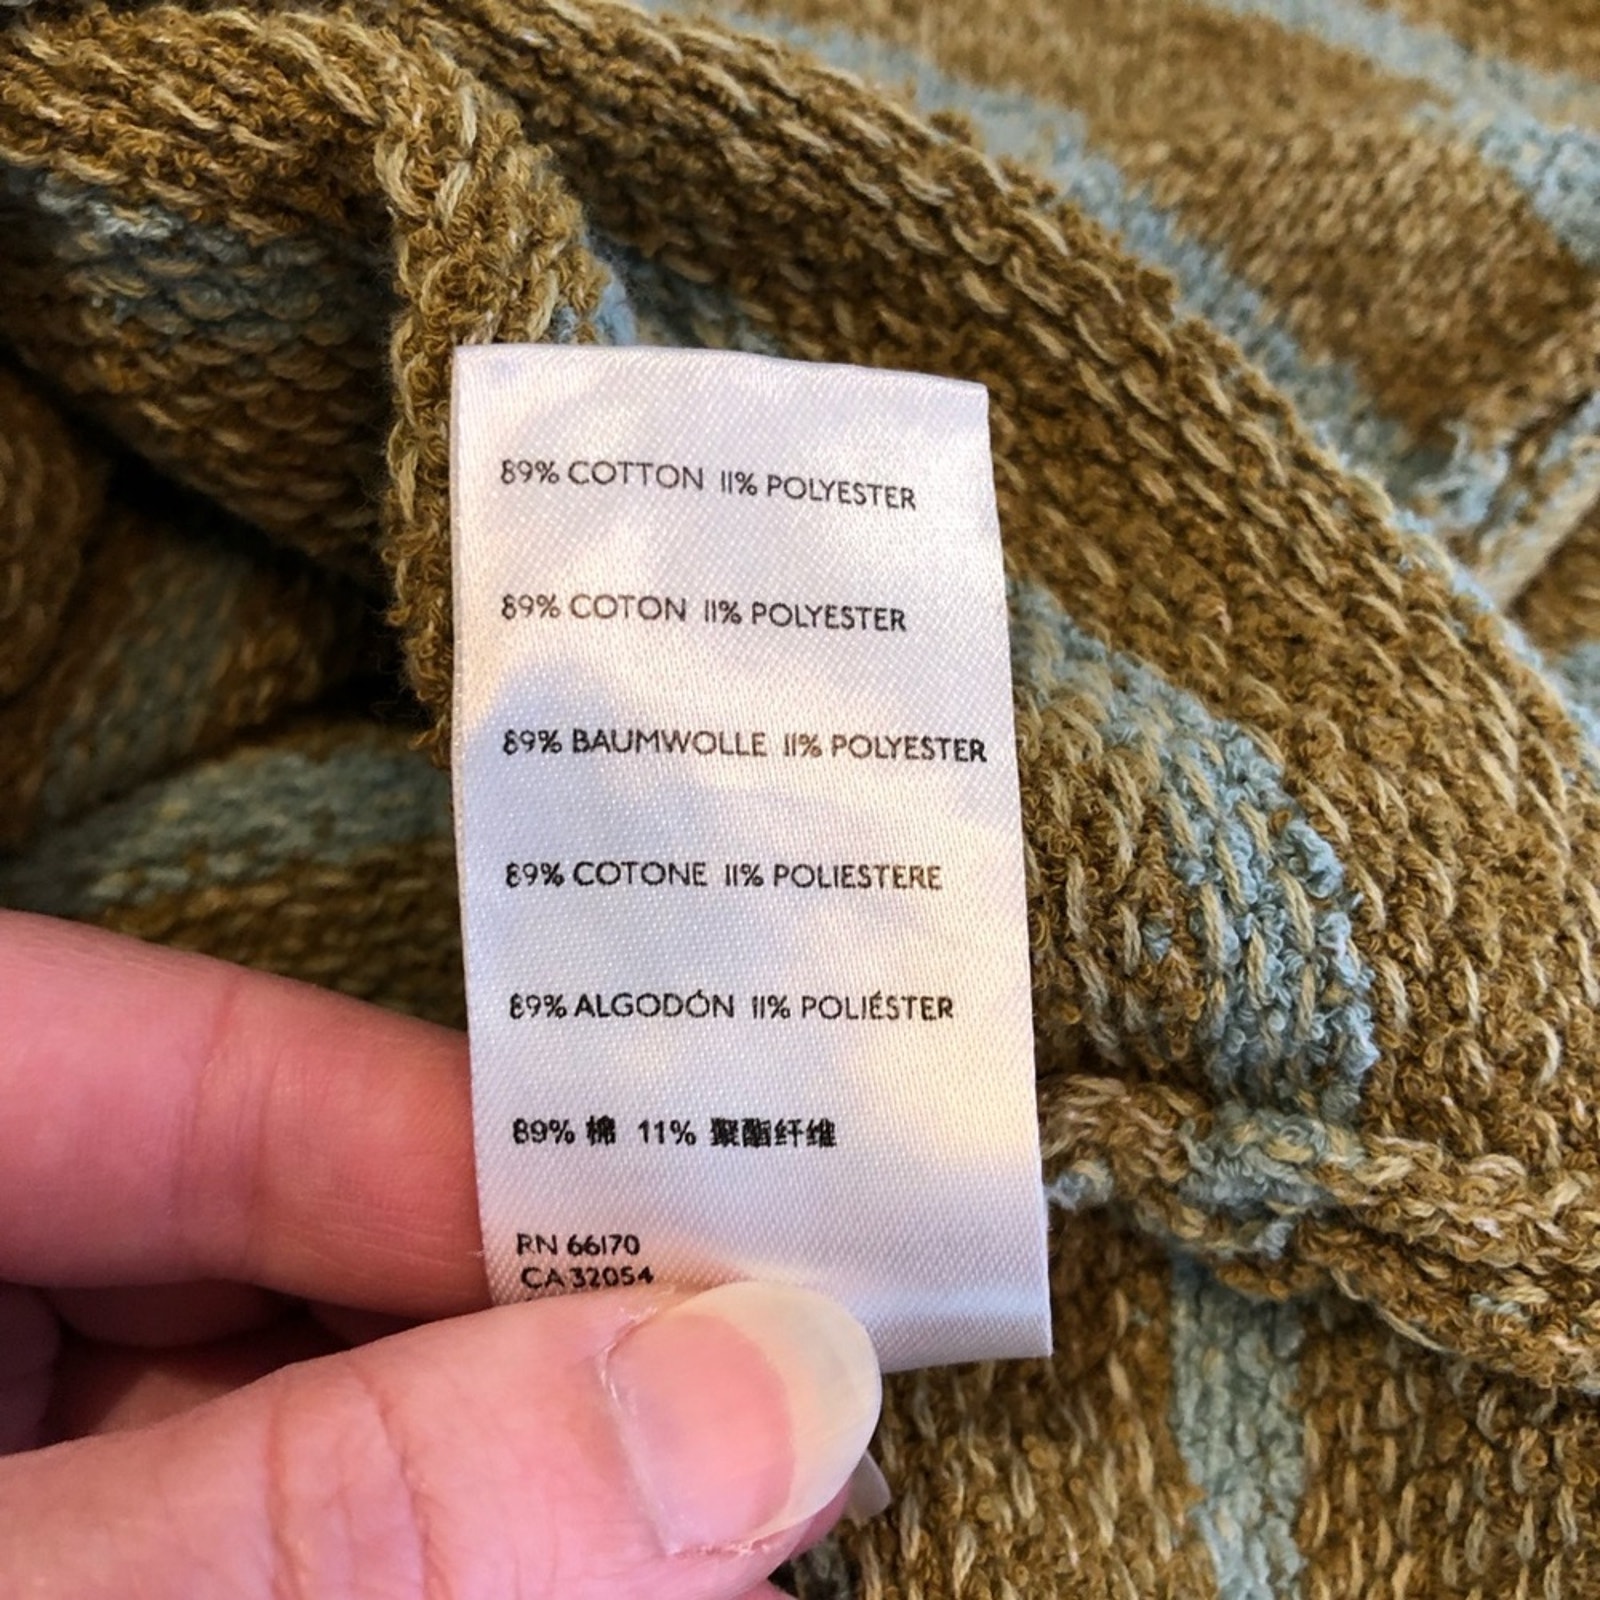 89% COTTON 11% POLYESTER
89% COTON 11% POLYESTER
89% BAUMWOLLE 11% POLYESTER
89% COTONE 11% POLIESTERE
89% ALGODÓN 11% POLIÉSTER
89% 棉 11% 聚酯纤维
RN 66170
CA 32054